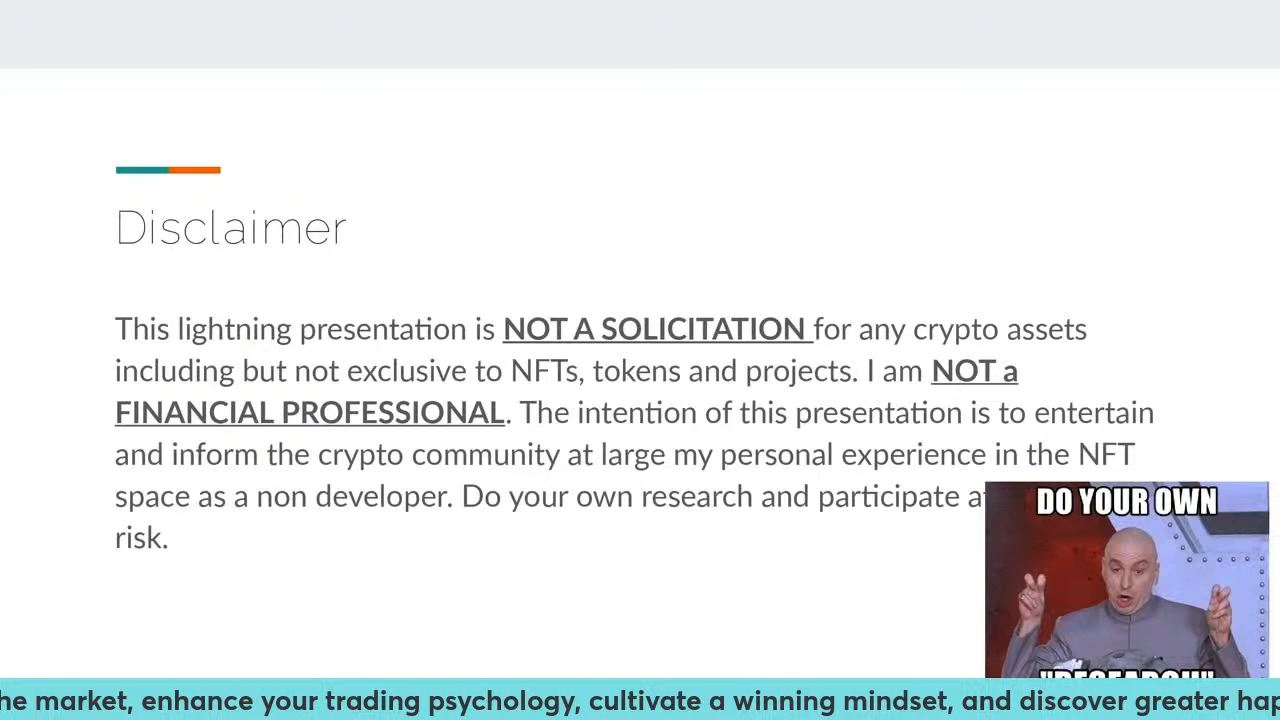 Disclaimer
This lightning presentation is NOT A SOLICITATION for any crypto assets
including but not exclusive to NFTs, tokens and projects. I am NOT a
FINANCIAL PROFESSIONAL. The intention of this presentation is to entertain
and inform the crypto community at large my personal experience in the NFT
space as a non developer. Do your own research and participate
risk.
DO YOUR OWN
"RESEARCH"
market, enhance your trading psychology, cultivate a winning mindset, and discover greater